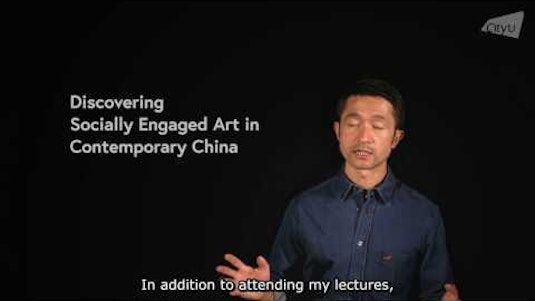 CityU
Discovering
Socially Engaged Art in
Contemporary China
In addition to attending my lectures,